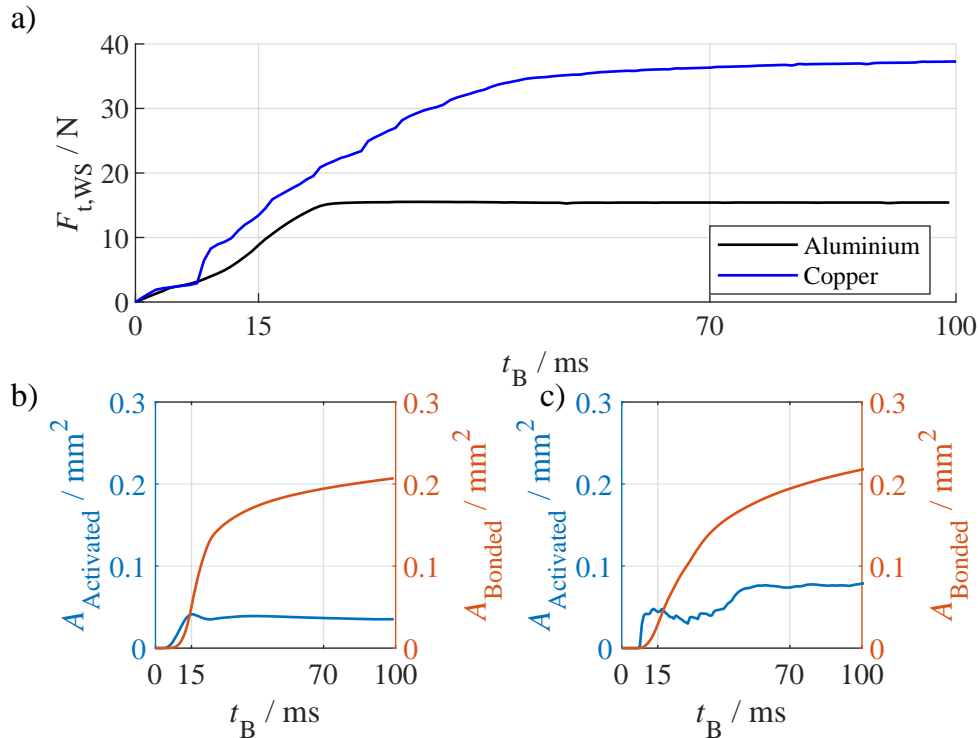 a)
40
30
20
10
0
F_t,WS / N
0 15 70 100
t_B / ms
Aluminium
Copper
b)
0.3
0.2
0.1
0
A_Activated / mm^2
0.3
0.2
0.1
0
A_Bonded / mm^2
0 15 70 100
t_B / ms
c)
0.3
0.2
0.1
0
A_Activated / mm^2
0.3
0.2
0.1
0
A_Bonded / mm^2
0 15 70 100
t_B / ms